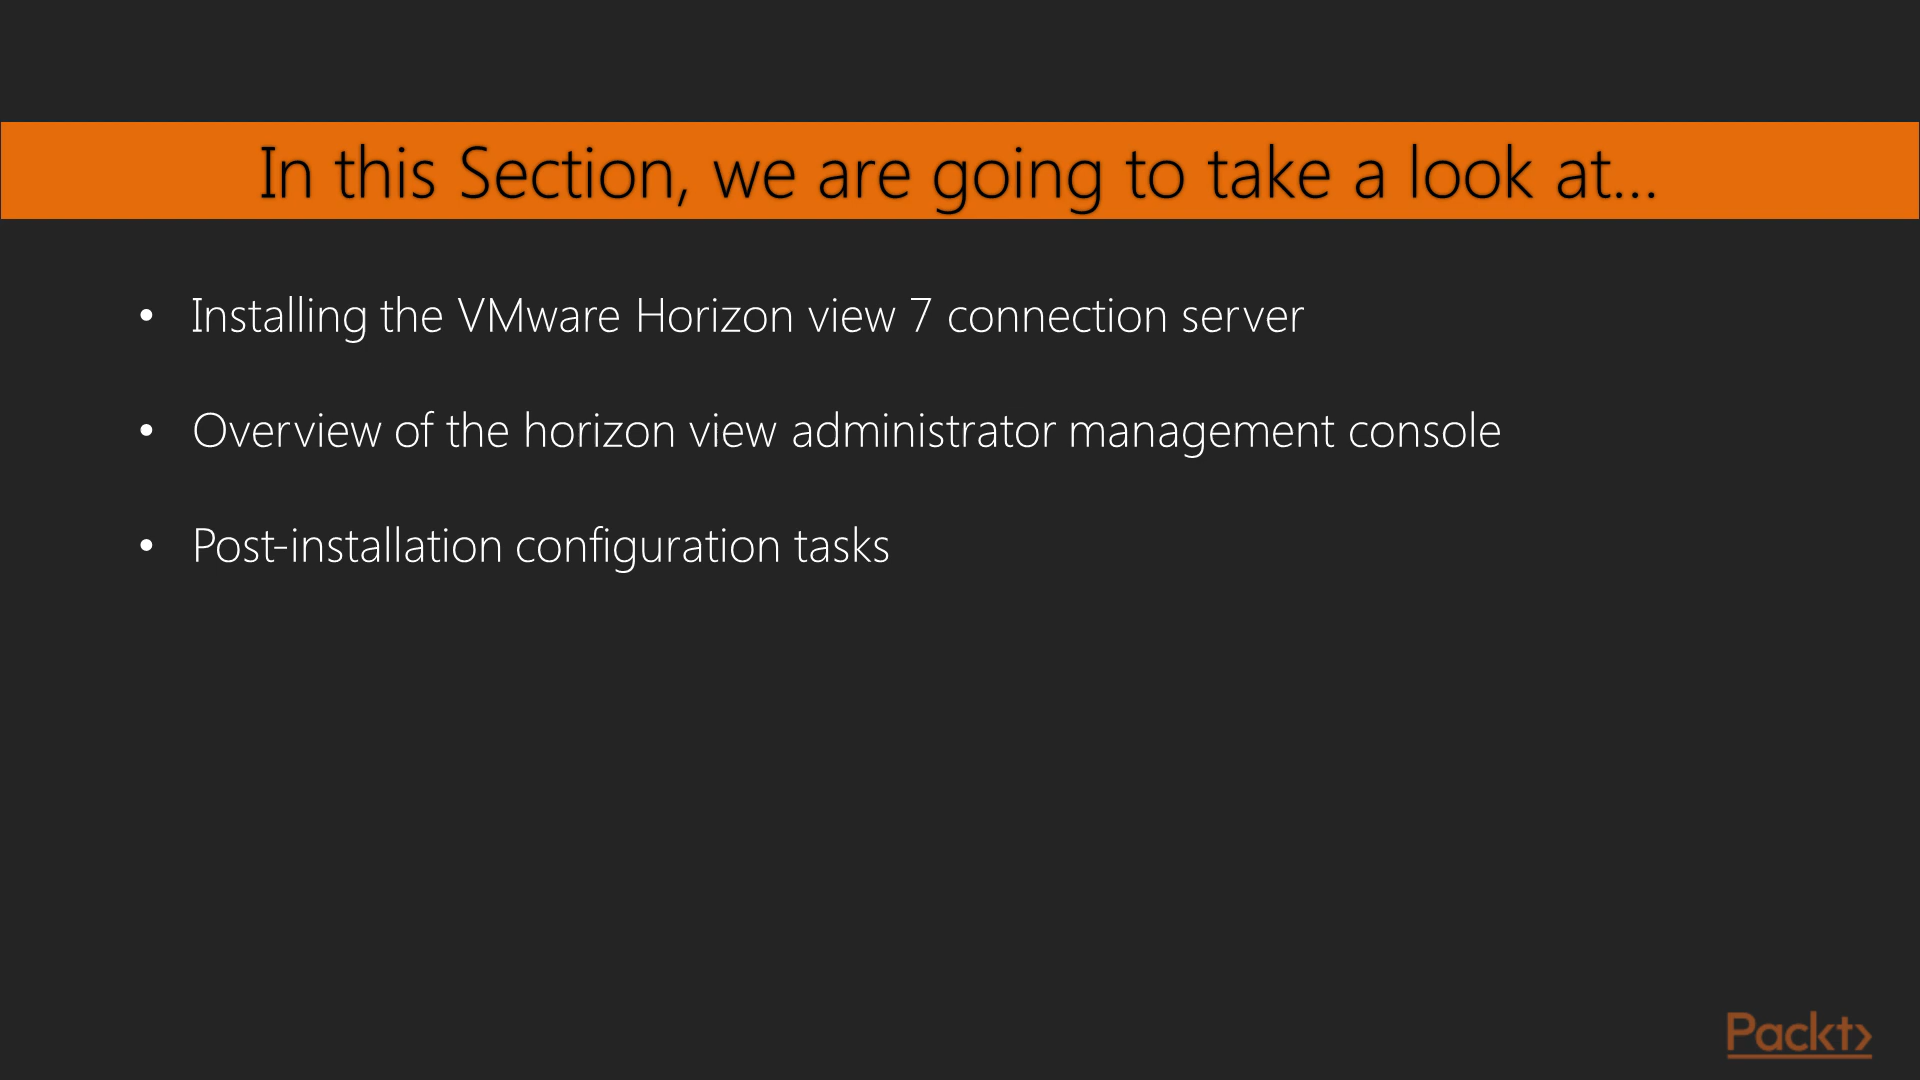 In this Section, we are going to take a look at...
• Installing the VMware Horizon view 7 connection server
• Overview of the horizon view administrator management console
• Post-installation configuration tasks
Packt>